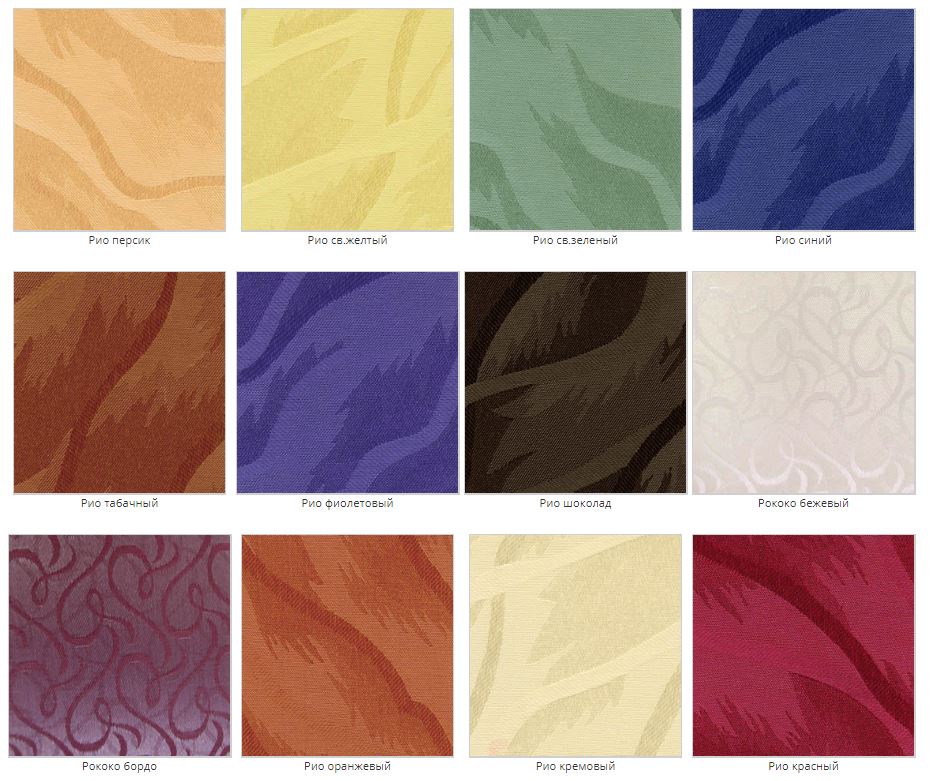 Рио персик
Рио св.желтый
Рио св.зеленый
Рио синий
Рио табачный
Рио фиолетовый
Рио шоколад
Рококо бежевый
Рококо бордо
Рио оранжевый
Рио кремовый
Рио красный